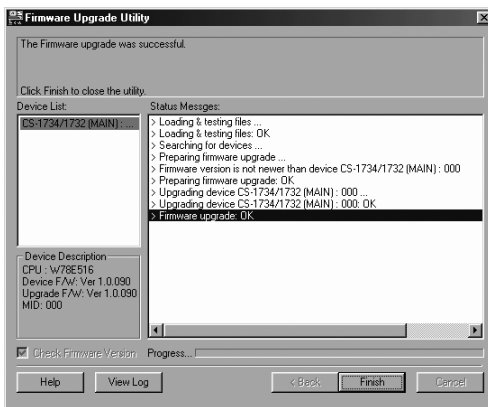 Firmware Upgrade Utility
The Firmware upgrade was successful.
Click Finish to close the utility.
Device List:
CS-1734/1732 (MAIN) : ...
Status Messges:
> Loading & testing files ...
> Loading & testing files: OK
> Searching for devices ...
> Preparing firmware upgrade ...
> Firmware version is not newer than device CS-1734/1732 (MAIN) : 000
> Preparing firmware upgrade: OK
> Upgrading device CS-1734/1732 (MAIN) : 000 ...
> Upgrading device CS-1734/1732 (MAIN) : 000: OK
> Firmware upgrade: OK
Device Description
CPU : W78E516
Device F/W: Ver 1.0.090
Upgrade F/W: Ver 1.0.090
MID: 000
Check Firmware Version
Progress...
Help
View Log
< Back
Finish
Cancel